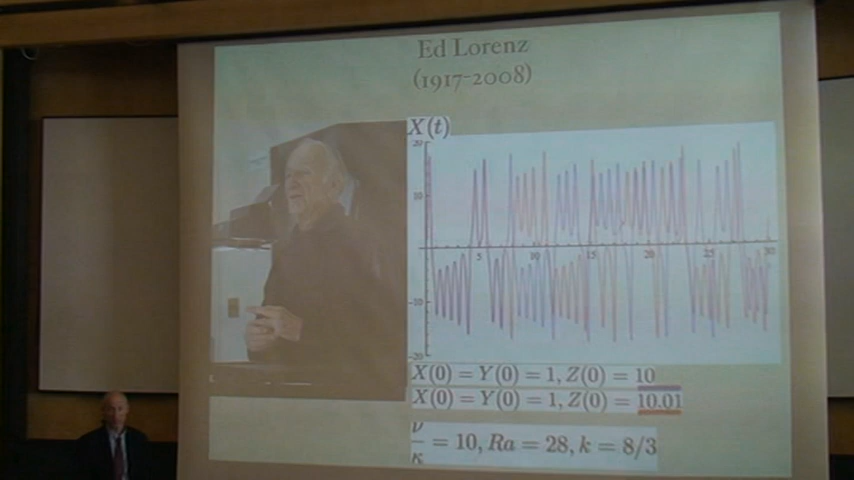 Ed Lorenz
(1917-2008)
X(t)
20
10
5 10 15 20 25 30
-10
-20
X(0) = Y(0) = 1, Z(0) = 10
X(0) = Y(0) = 1, Z(0) = 10.01
ν/κ = 10, Ra = 28, k = 8/3